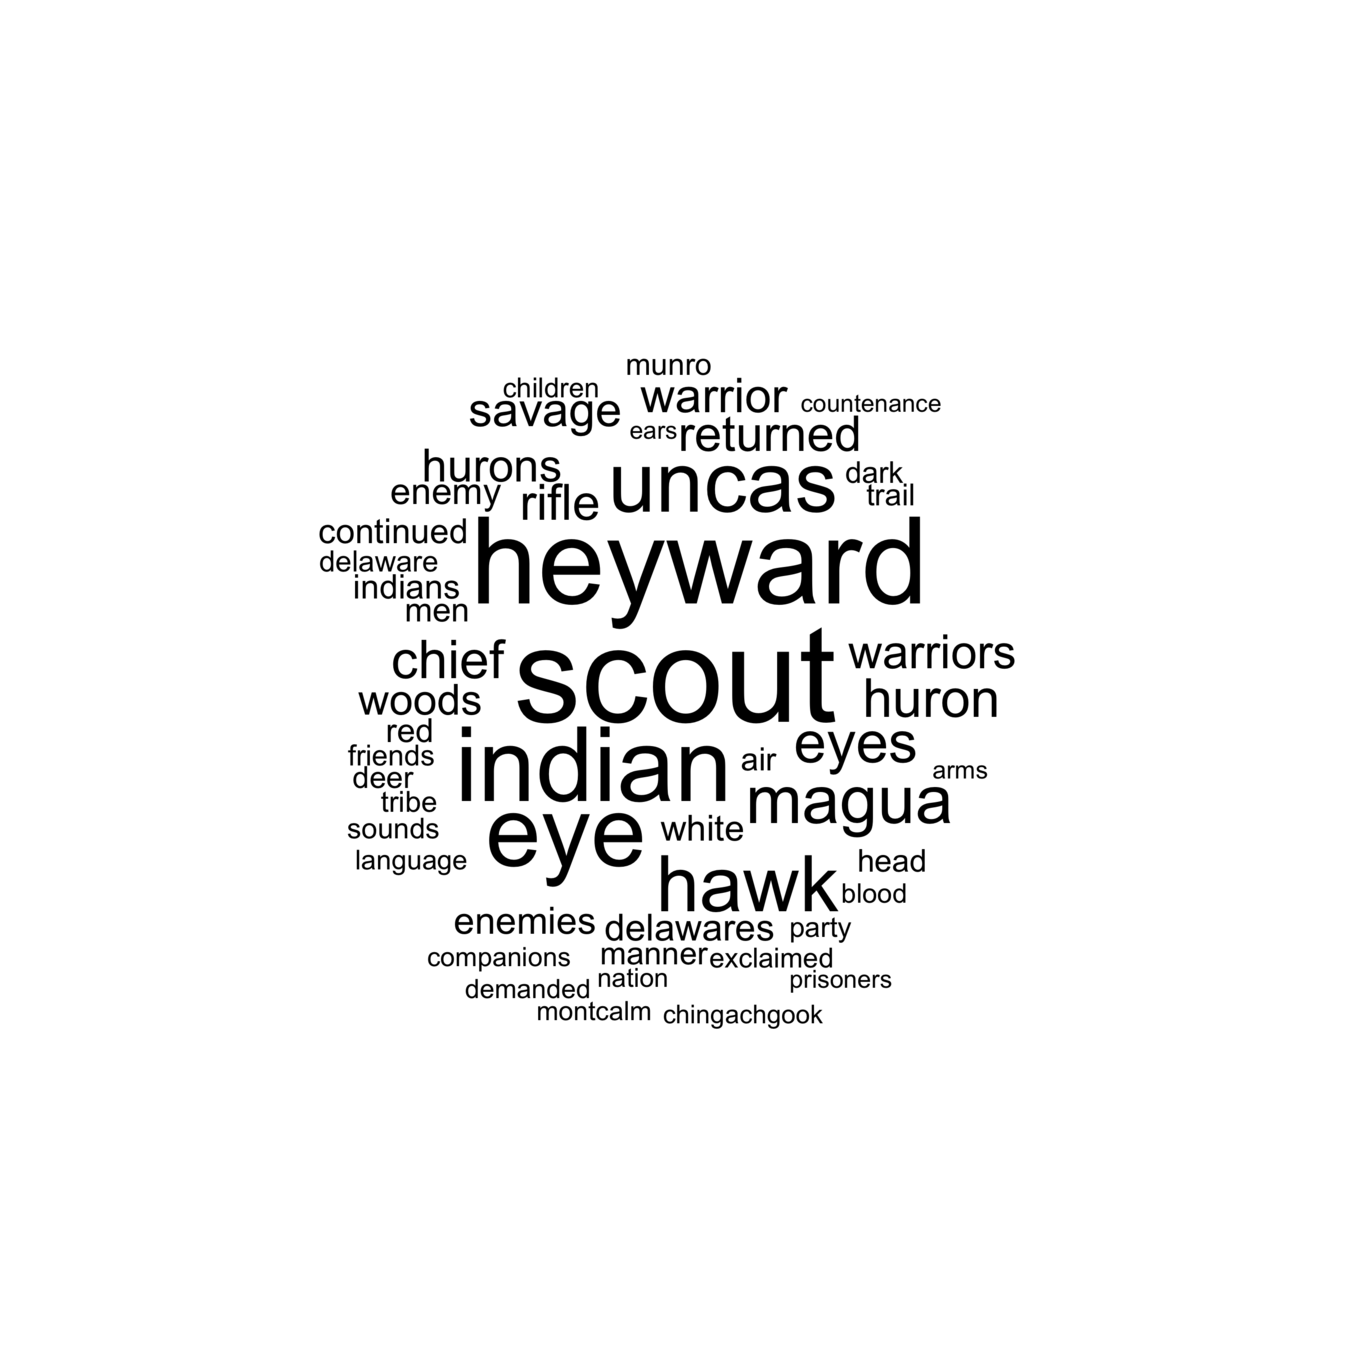 munro
children
savage warrior countenance
ears returned
hurons uncas dark
enemy rifle trail
continued heyward
delaware
indians
men
chief scout warriors
woods huron
red eyes
friends indian air arms
deer magua
tribe
sounds eye white
language head
hawk blood
enemies delawares party
companions manner exclaimed
nation prisoners
demanded
montcalm chingachgook